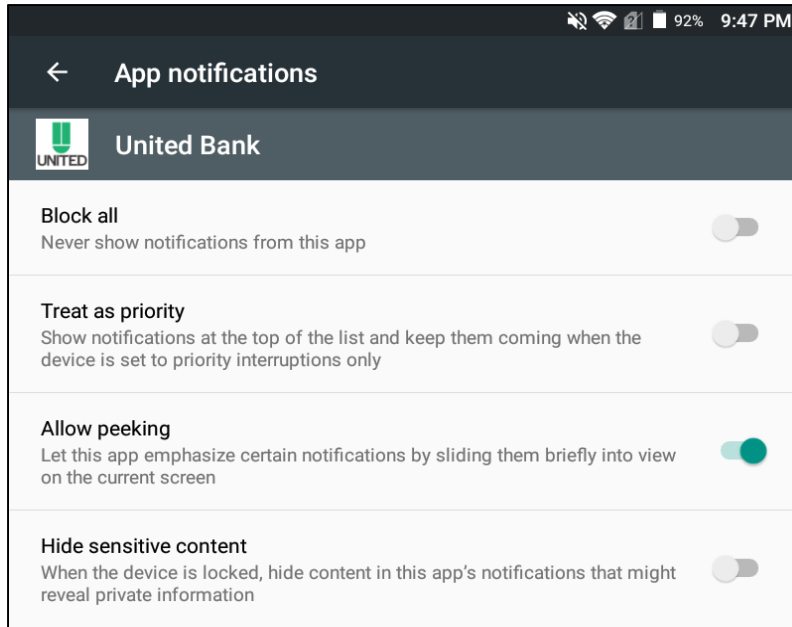 92% 9:47 PM
App notifications
UNITED
United Bank
Block all
Never show notifications from this app
Treat as priority
Show notifications at the top of the list and keep them coming when the
device is set to priority interruptions only
Allow peeking
Let this app emphasize certain notifications by sliding them briefly into view
on the current screen
Hide sensitive content
When the device is locked, hide content in this app's notifications that might
reveal private information